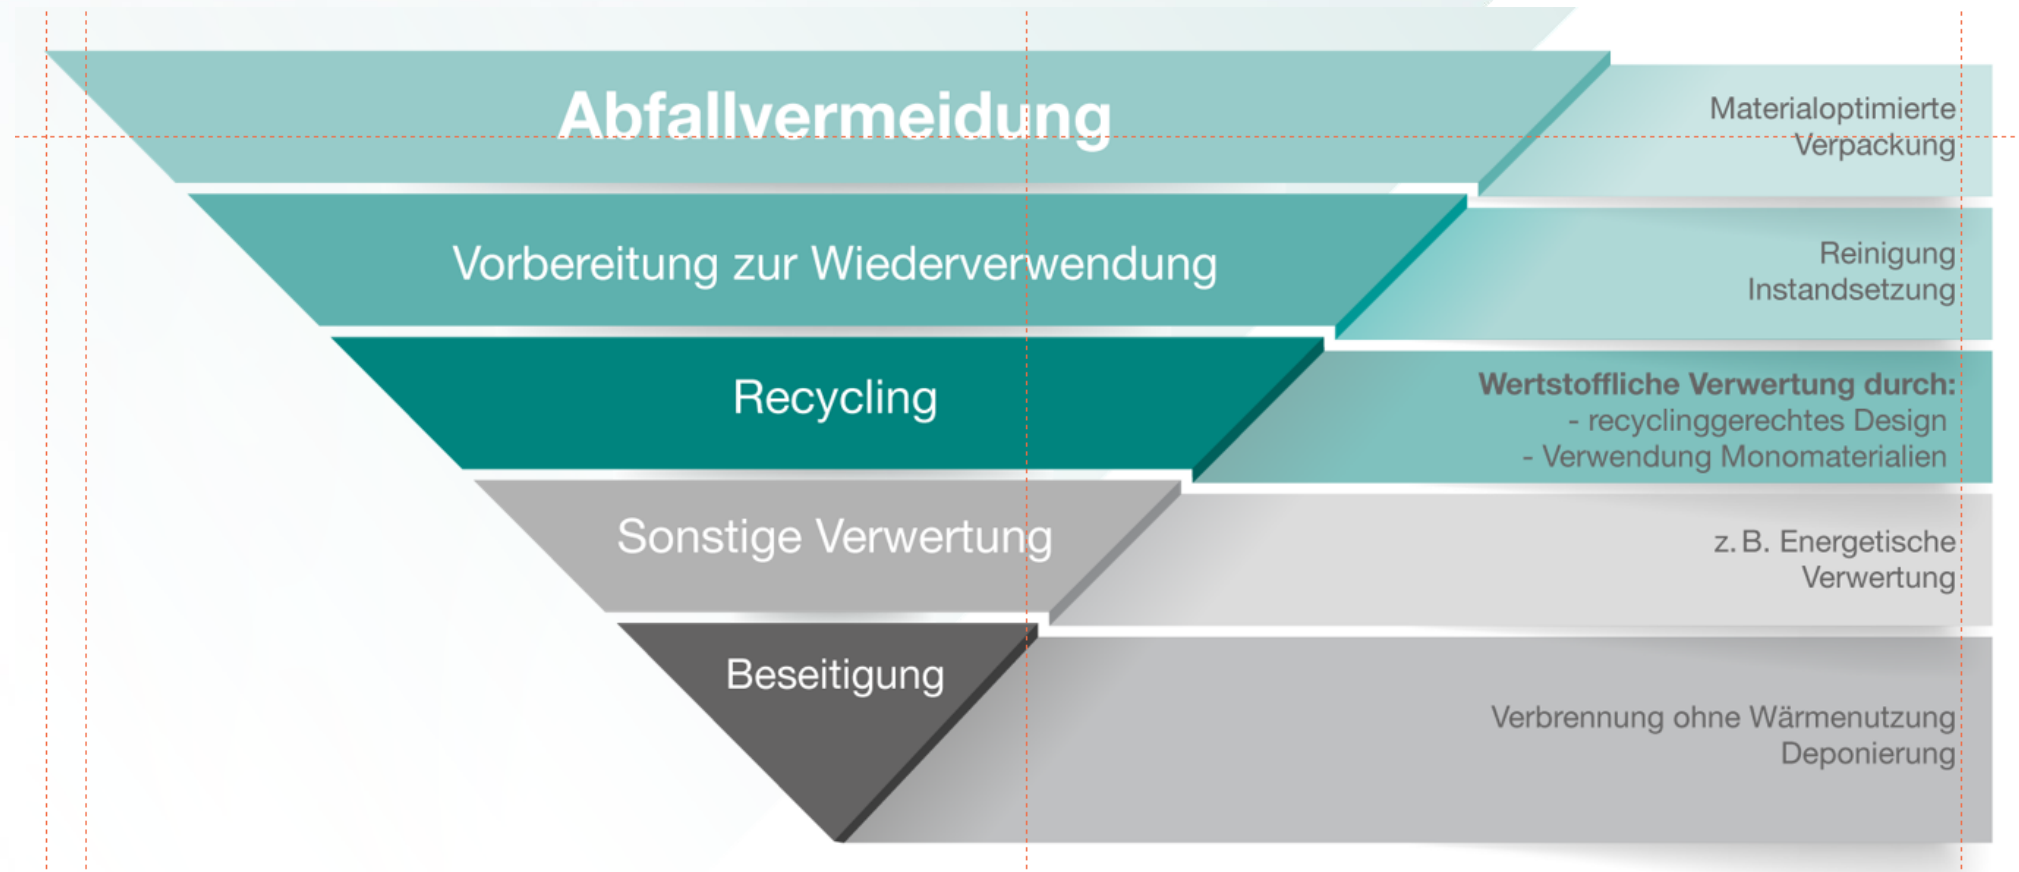 Abfallvermeidung
Materialoptimierte
Verpackung
Vorbereitung zur Wiederverwendung
Reinigung
Instandsetzung
Recycling
Wertstoffliche Verwertung durch:
- recyclinggerechtes Design
- Verwendung Monomaterialien
Sonstige Verwertung
z. B. Energetische
Verwertung
Beseitigung
Verbrennung ohne Wärmenutzung
Deponierung